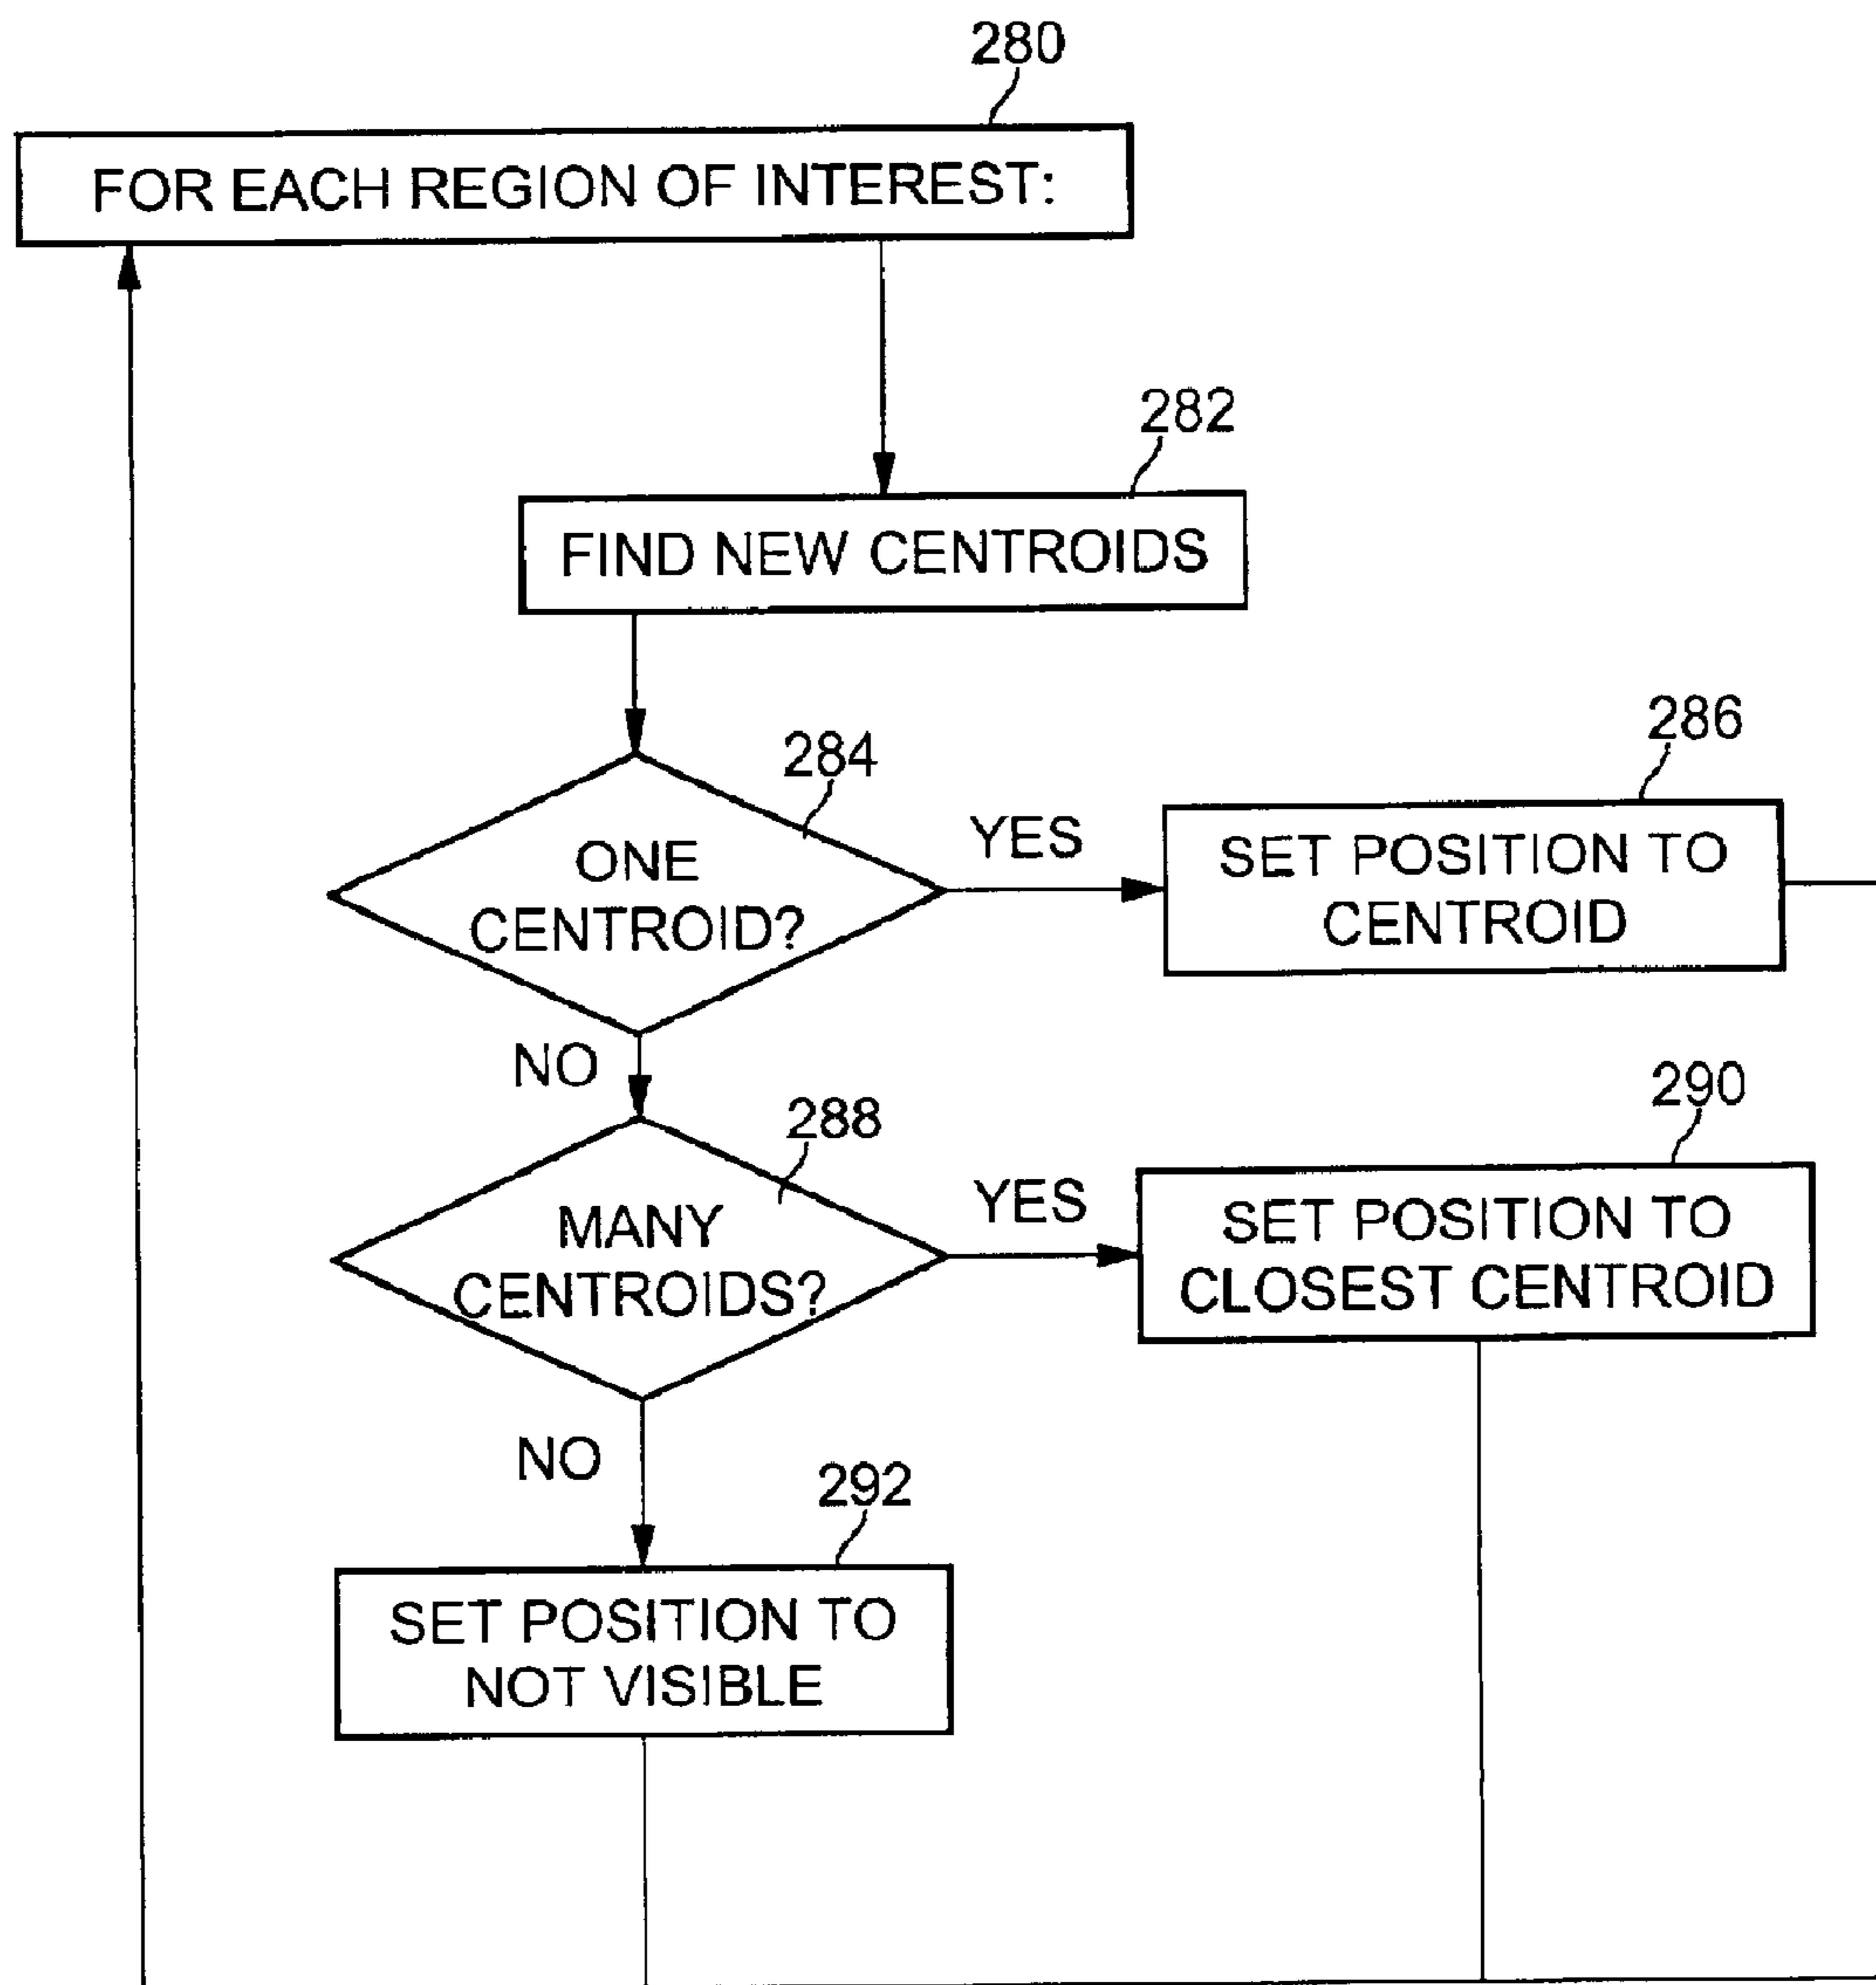 280
FOR EACH REGION OF INTEREST:
282
FIND NEW CENTROIDS
284
ONE
CENTROID?
YES
286
SET POSITION TO
CENTROID
NO
288
MANY
CENTROIDS?
YES
290
SET POSITION TO
CLOSEST CENTROID
NO
292
SET POSITION TO
NOT VISIBLE